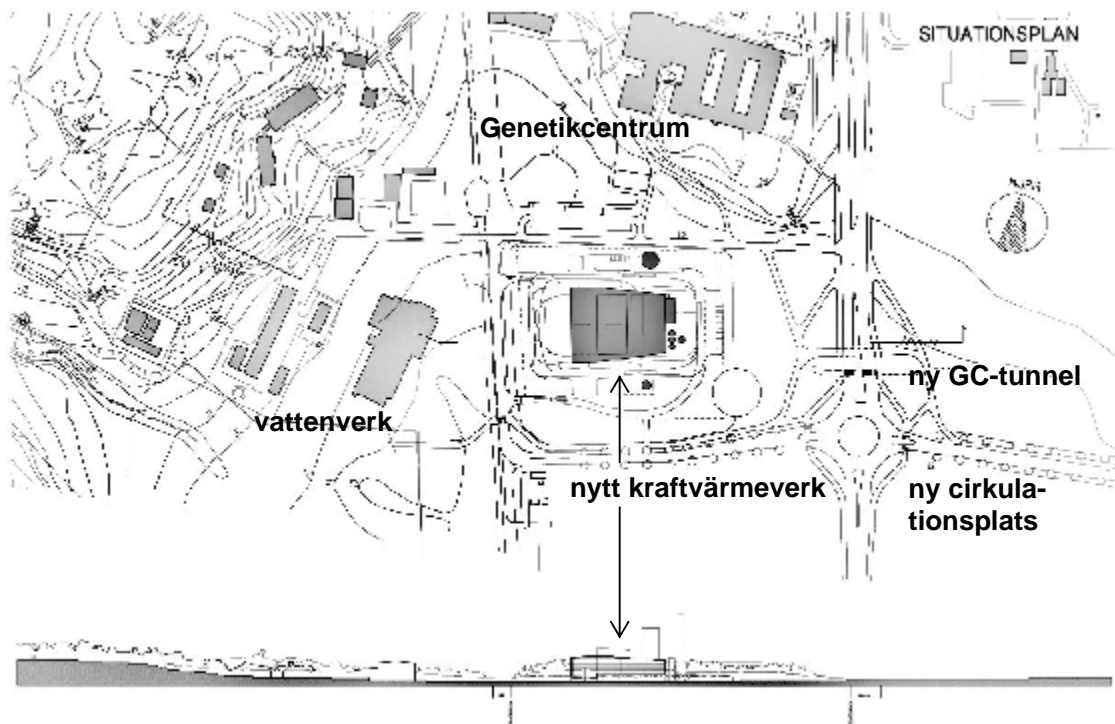 SITUATIONSPLAN
Genetikcentrum
ny GC-tunnel
vattenverk
nytt kraftvärmeverk
ny cirkula-
tionsplats